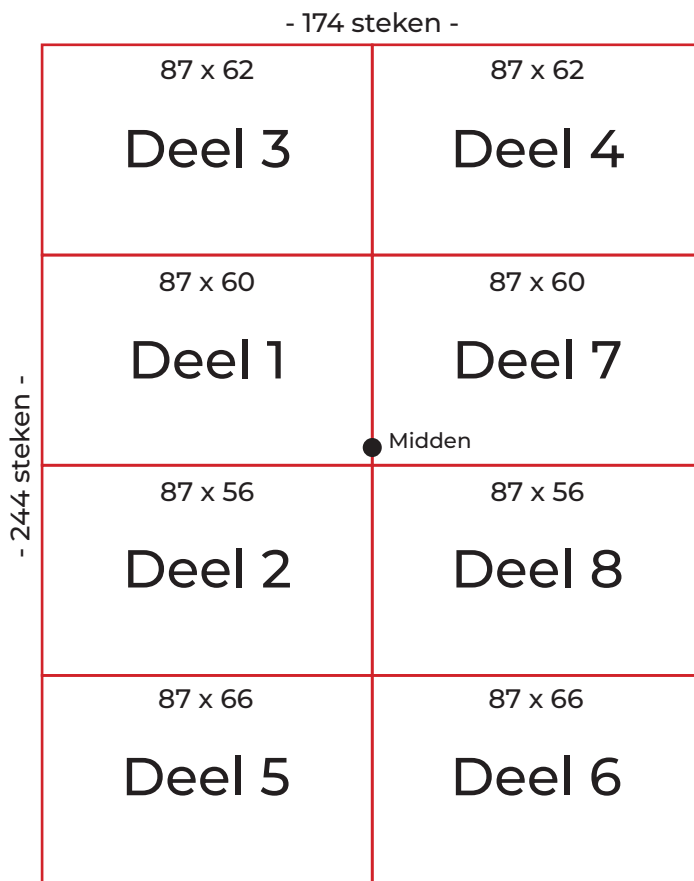 - 174 steken -
87 x 62
Deel 3
87 x 62
Deel 4
87 x 60
Deel 1
87 x 60
Deel 7
- 244 steken -
Midden
87 x 56
Deel 2
87 x 56
Deel 8
87 x 66
Deel 5
87 x 66
Deel 6